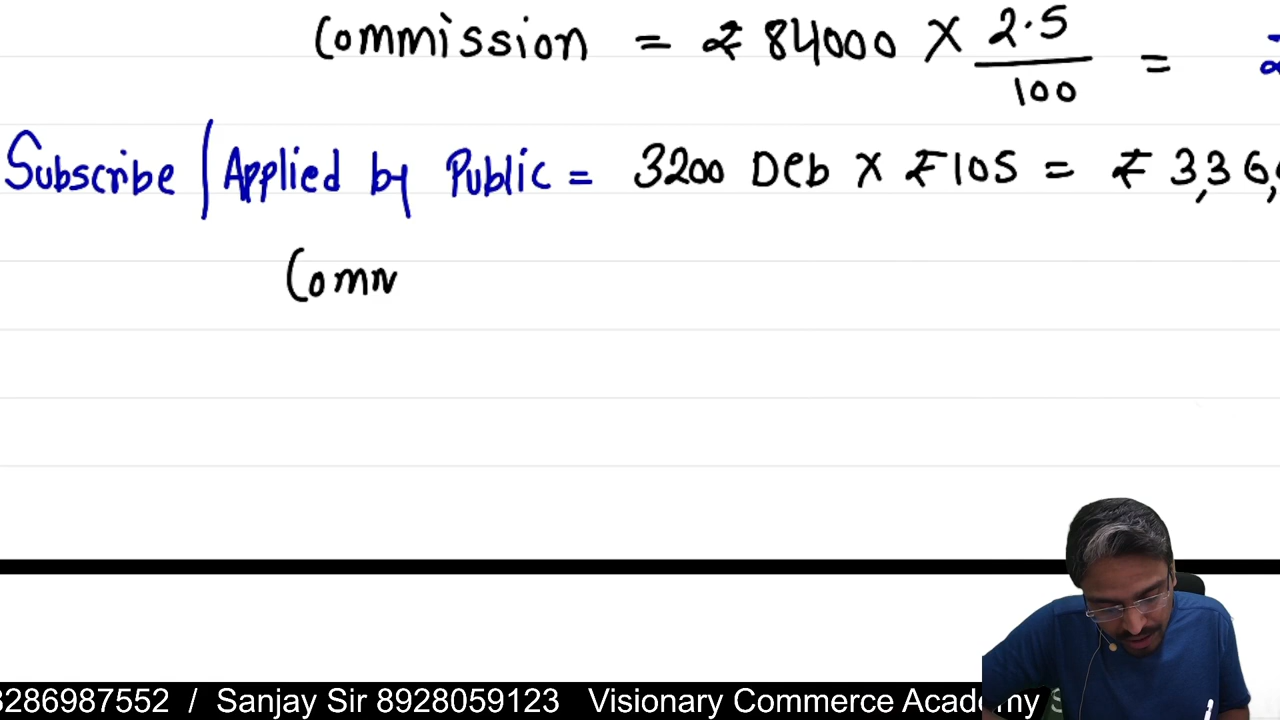 Commission = ₹ 84000 X 2.5 / 100 =
Subscribe / Applied by Public = 3200 Deb X ₹ 105 = ₹ 3,36,
Comm
8286987552 / Sanjay Sir 8928059123 Visionary Commerce Academy S